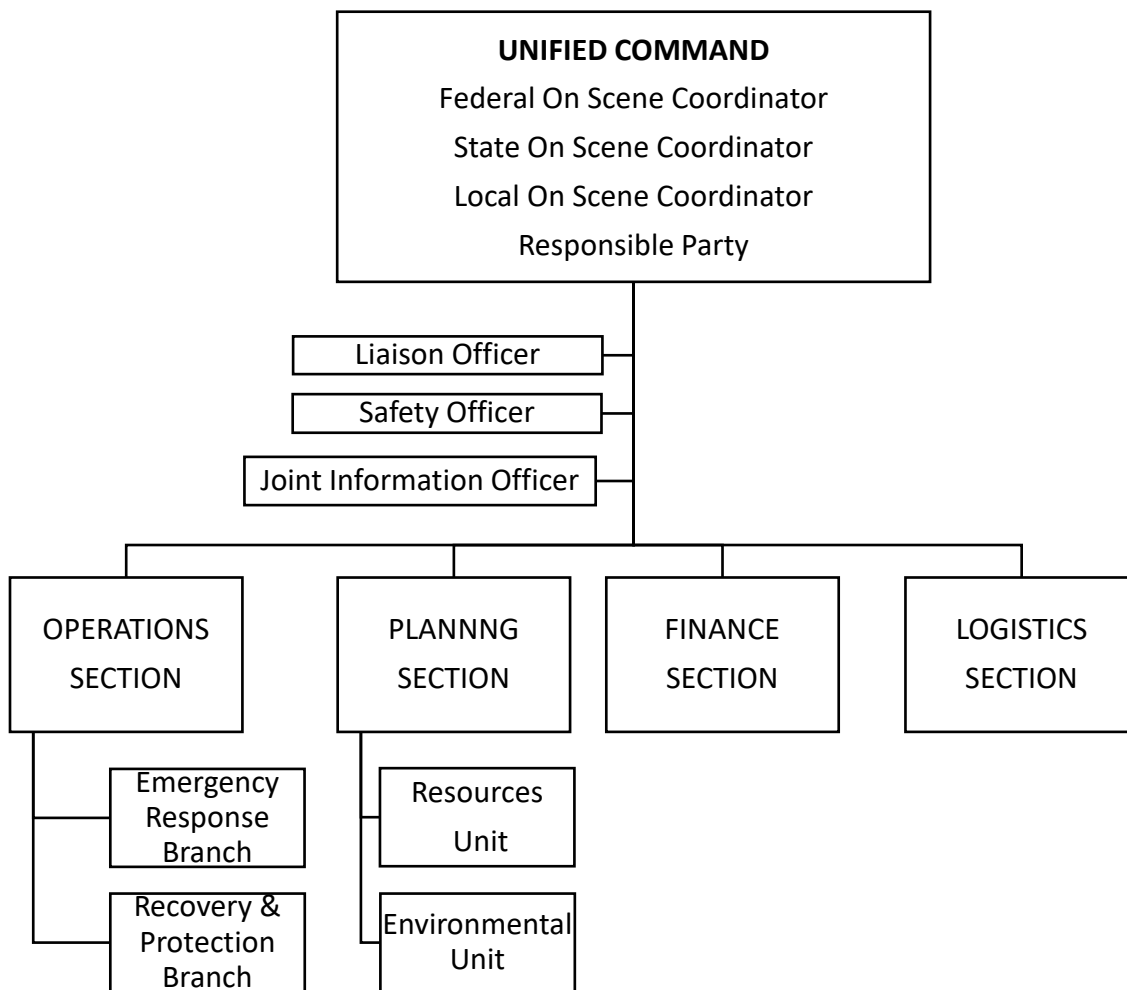 UNIFIED COMMAND
Federal On Scene Coordinator
State On Scene Coordinator
Local On Scene Coordinator
Responsible Party
Liaison Officer
Safety Officer
Joint Information Officer
OPERATIONS
SECTION
PLANNNG
SECTION
FINANCE
SECTION
LOGISTICS
SECTION
Emergency
Response
Branch
Resources
Unit
Recovery &
Protection
Branch
Environmental
Unit